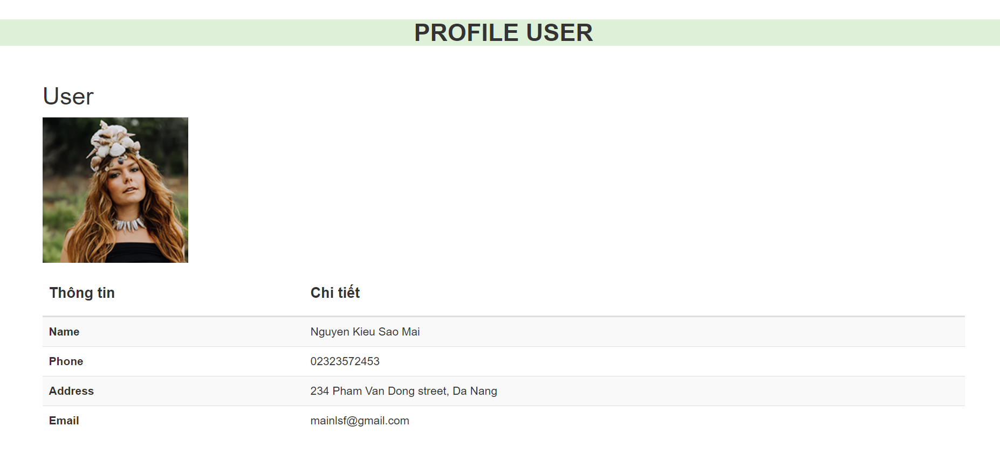 PROFILE USER
User
Thông tin Chi tiết
Name Nguyen Kieu Sao Mai
Phone 02323572453
Address 234 Pham Van Dong street, Da Nang
Email mainlsf@gmail.com